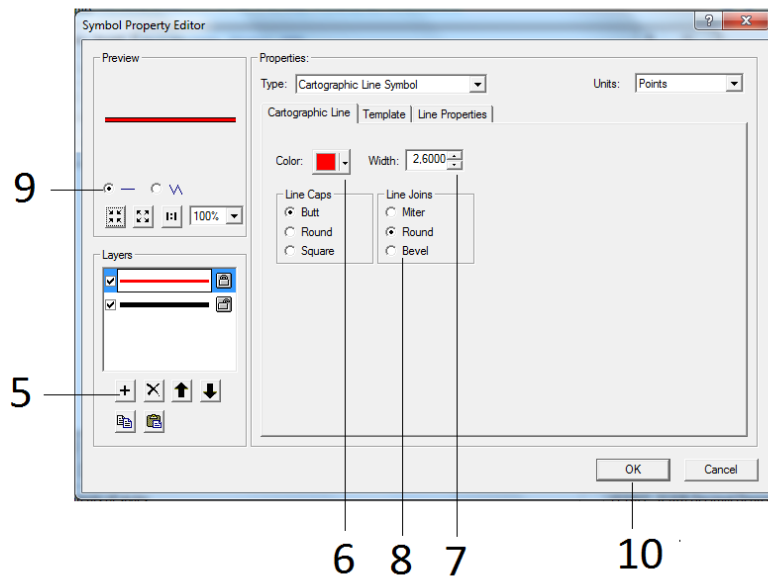 Symbol Property Editor
Preview
Properties:
Type: Cartographic Line Symbol
Units: Points
Cartographic Line Template Line Properties
Color: Width: 2,6000
9
1:1 100%
Line Caps
Butt
Round
Square
Line Joins
Miter
Round
Bevel
Layers
5
OK Cancel
6 8 7 10